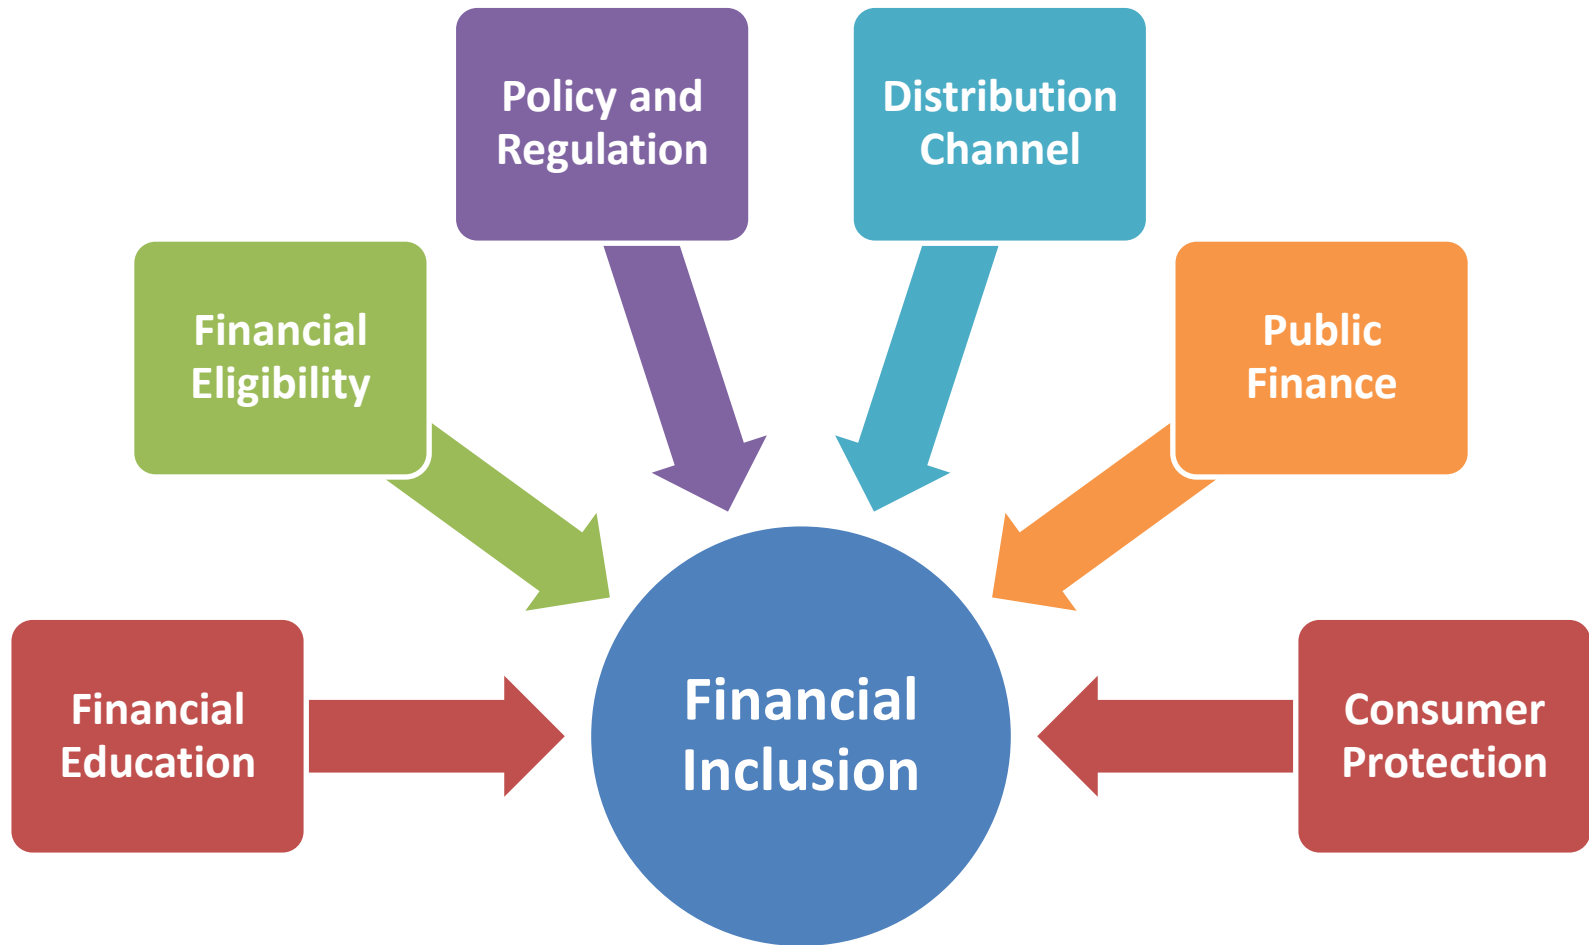 Policy and
Regulation
Distribution
Channel
Financial
Eligibility
Public
Finance
Financial
Education
Financial
Inclusion
Consumer
Protection